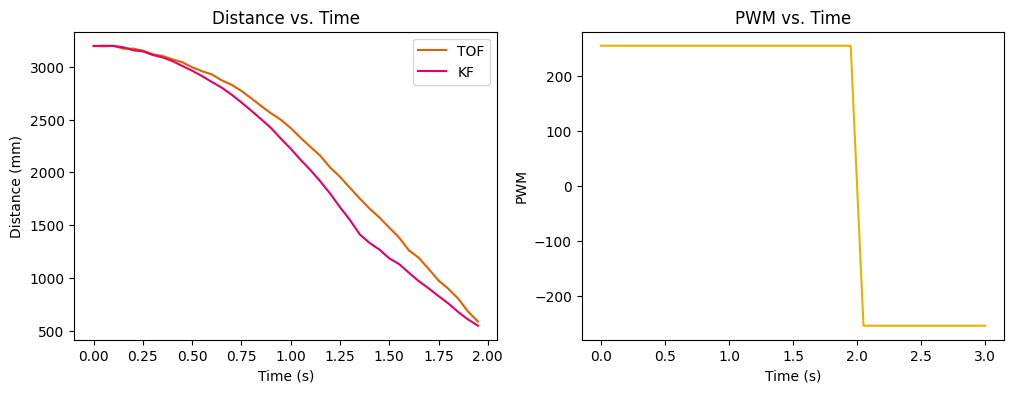 Distance vs. Time
TOF
KF
3000
2500
2000
1500
1000
500
Distance (mm)
0.00 0.25 0.50 0.75 1.00 1.25 1.50 1.75 2.00
Time (s)
PWM vs. Time
200
100
0
−100
−200
PWM
0.0 0.5 1.0 1.5 2.0 2.5 3.0
Time (s)